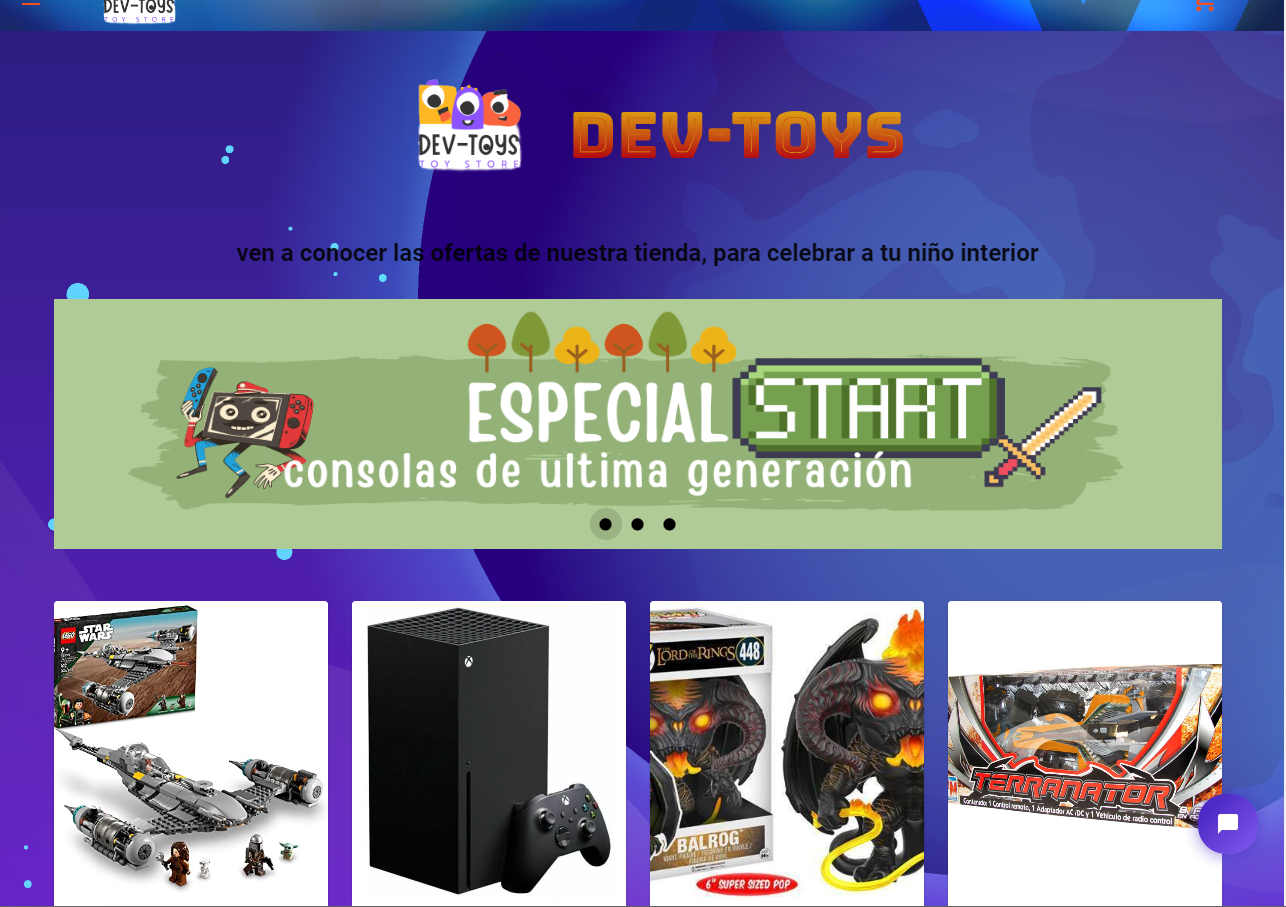 DEV-TOYS
TOY STORE
DEV-TOYS
TOY STORE
DEV-TOYS
ven a conocer las ofertas de nuestra tienda, para celebrar a tu niño interior
ESPECIAL START
consolas de ultima generación
LEGO STAR WARS
9+
THE LORD OF THE RINGS 448
BALROG
6" SUPER SIZED POP
TERRANATOR
Contenido: 1 Control remoto, 1 Adaptador AC /DC y 1 Vehículo de radio control